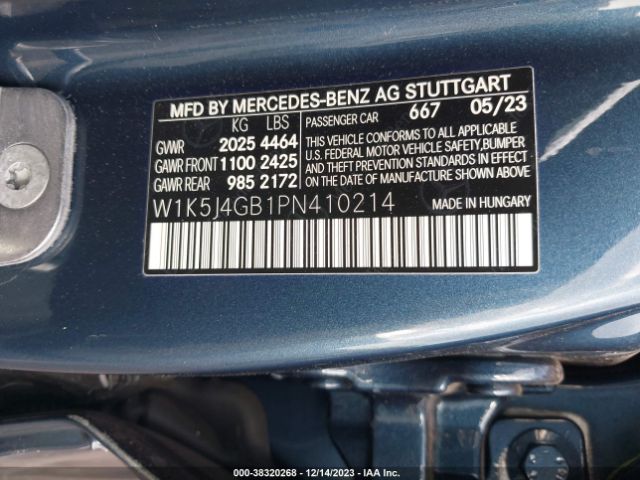 MFD BY MERCEDES-BENZ AG STUTTGART
KG LBS PASSENGER CAR 667 05/23
GVWR 2025 4464
GAWR FRONT 1100 2425
GAWR REAR 985 2172
THIS VEHICLE CONFORMS TO ALL APPLICABLE
U.S. FEDERAL MOTOR VEHICLE SAFETY,BUMPER
AND THEFT PREVENTION STANDARDS IN EFFECT
ON THE DATE OF MANUFACTURE SHOWN ABOVE.
W1K5J4GB1PN410214 MADE IN HUNGARY
000-38320268 - 12/14/2023 - IAA Inc.